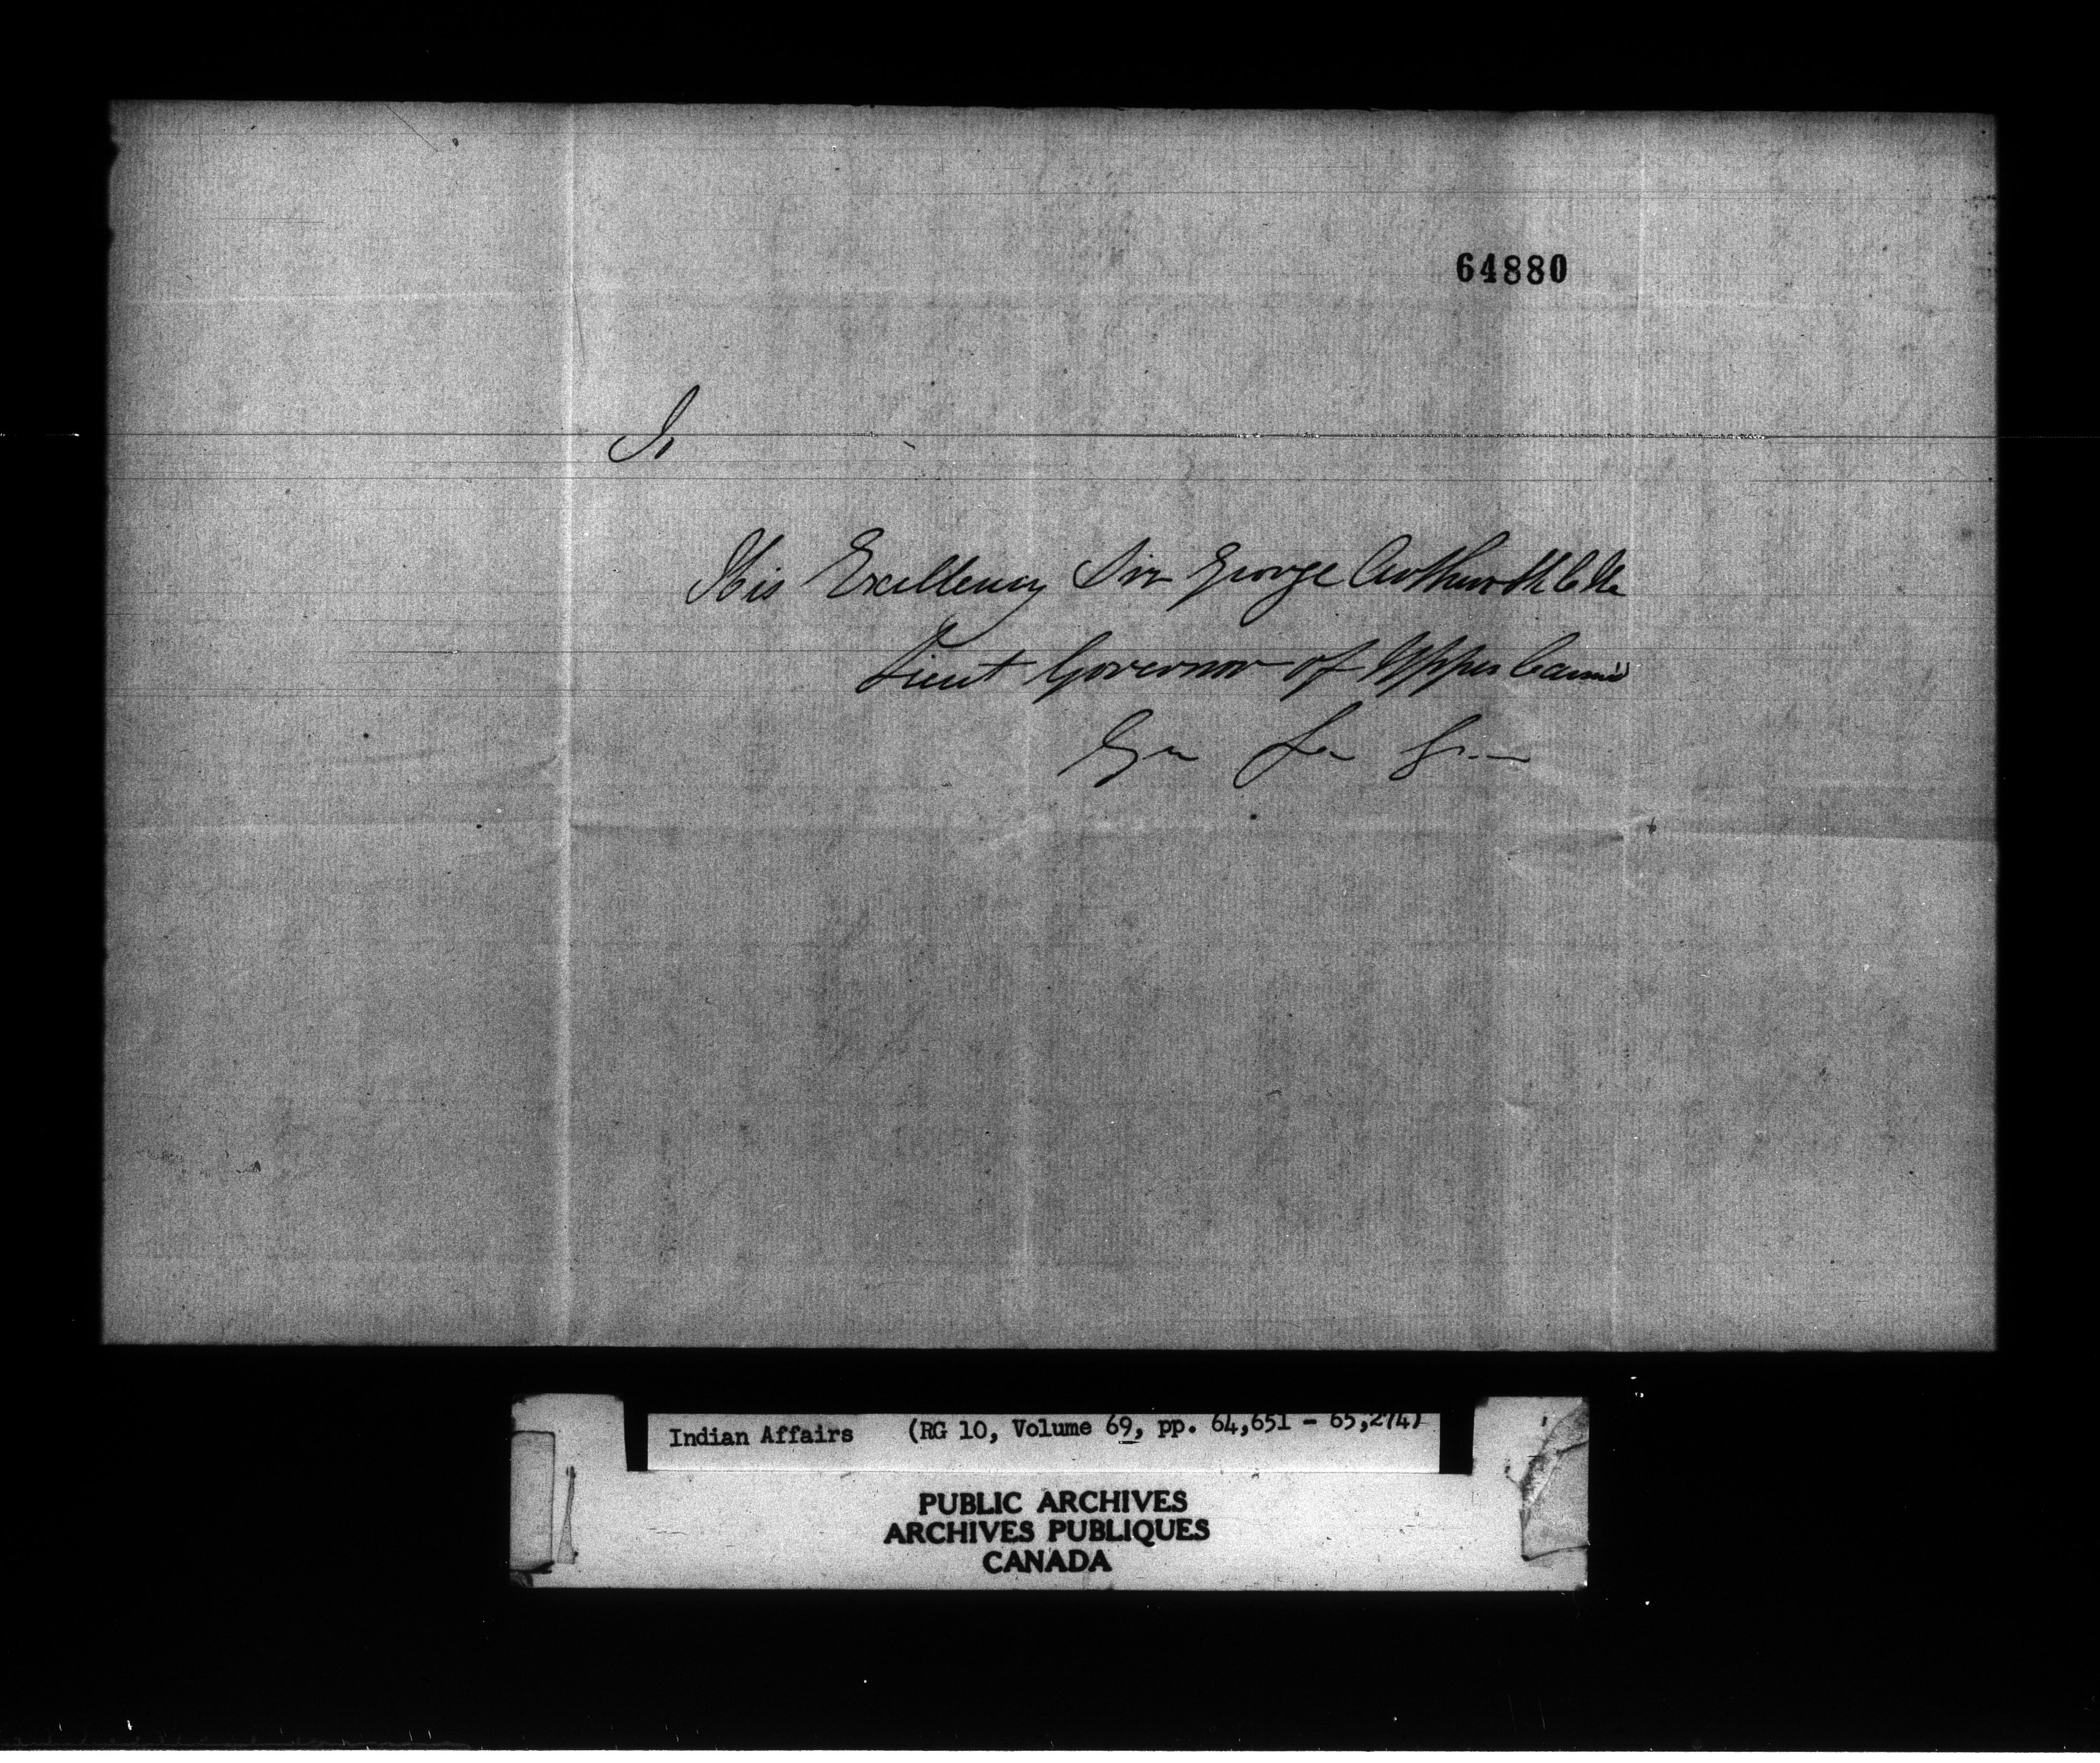 64880
To
His Excellency Sir George Arthur K C H
Lieut Governor of Upper Canada
Indian Affairs (RG 10, Volume 69, pp. 64,651 - 65,274)
PUBLIC ARCHIVES
ARCHIVES PUBLIQUES
CANADA